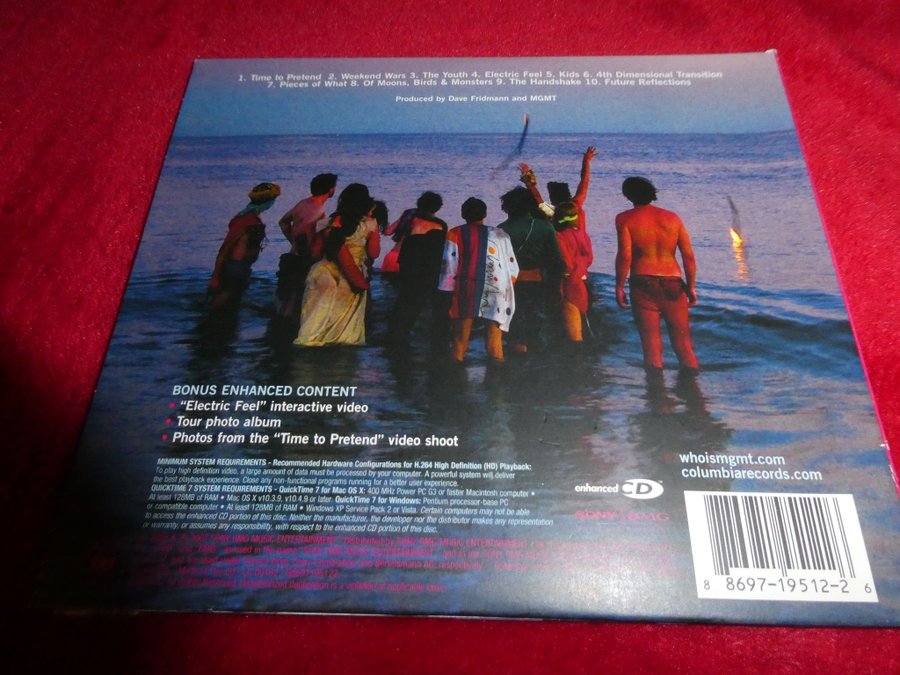 1. Time to Pretend 2. Weekend Wars 3. The Youth 4. Electric Feel 5. Kids 6. 4th Dimensional Transition
7. Pieces of What 8. Of Moons, Birds & Monsters 9. The Handshake 10. Future Reflections
Produced by Dave Fridmann and MGMT
BONUS ENHANCED CONTENT
• "Electric Feel" interactive video
• Tour photo album
• Photos from the "Time to Pretend" video shoot
MINIMUM SYSTEM REQUIREMENTS - Recommended Hardware Configurations for H.264 High Definition (HD) Playback:
To play high definition video, a large amount of data must be processed by your computer. A powerful system will deliver
the best playback experience. Close any non-functional programs running for a better user experience.
QUICKTIME 7 SYSTEM REQUIREMENTS - QuickTime 7 for Mac OS X: 400 MHz Power PC G3 or faster Macintosh computer •
At least 128MB of RAM • Mac OS X v10.3.9, v10.4.9 or later. QuickTime 7 for Windows: Pentium processor-base PC
or compatible computer • At least 128MB of RAM • Windows XP Service Pack 2 or Vista. Certain computers may not be able
to access the enhanced CD portion of this disc. Neither the manufacturer, the developer nor the distributor makes any representation
or warranty, or assumes any responsibility, with respect to the enhanced CD portion of this disc.
whoismgmt.com
columbiarecords.com
enhanced CD
SONY BMG
2007 SONY BMG MUSIC ENTERTAINMENT
8 8697-19512-2 6